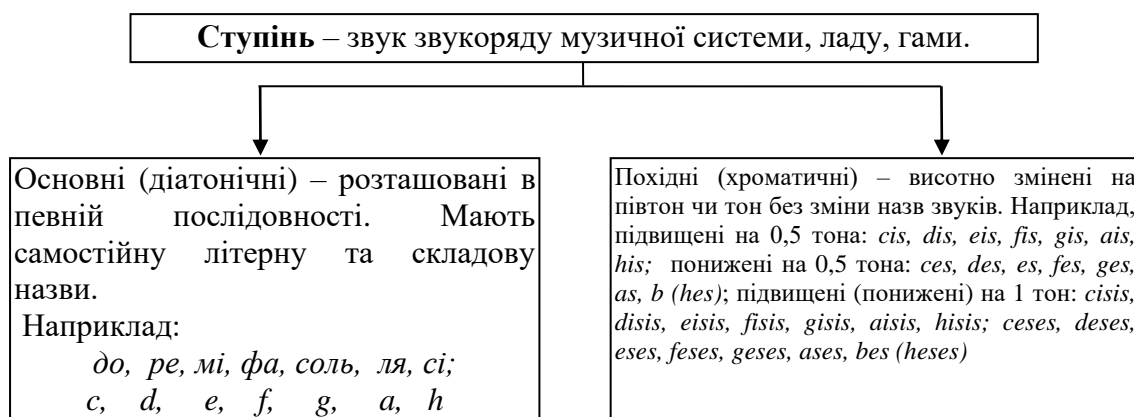 Ступінь – звук звукоряду музичної системи, ладу, гами.
Основні (діатонічні) – розташовані в
певній послідовності. Мають
самостійну літерну та складову
назви.
Наприклад:
до, ре, мі, фа, соль, ля, сі;
c, d, e, f, g, a, h
Похідні (хроматичні) – висотно змінені на
півтон чи тон без зміни назв звуків. Наприклад,
підвищені на 0,5 тона: cis, dis, eis, fis, gis, ais,
his; понижені на 0,5 тона: ces, des, es, fes, ges,
as, b (hes); підвищені (понижені) на 1 тон: cisis,
disis, eisis, fisis, gisis, aisis, hisis; ceses, deses,
eses, feses, geses, ases, bes (heses)